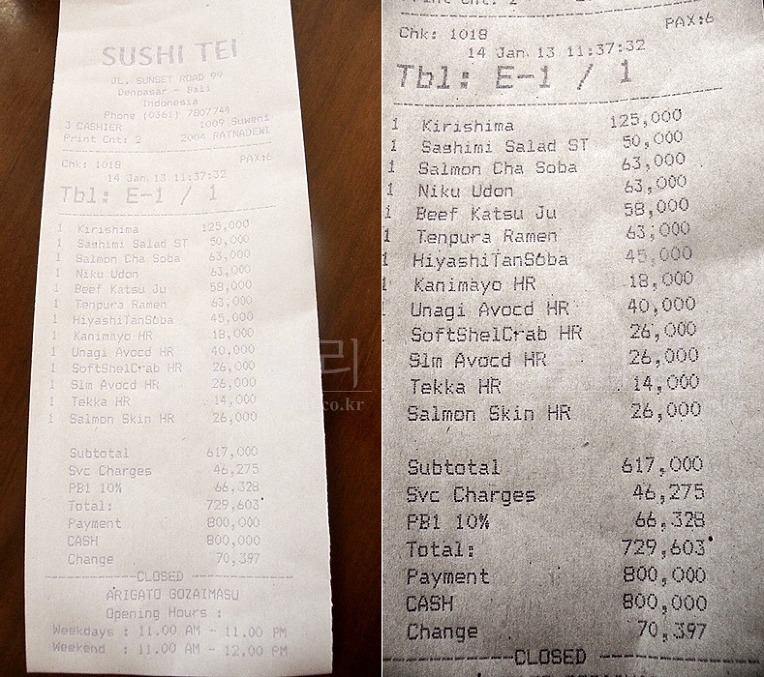 SUSHI TEI
JL. SUNSET ROAD 99
Denpasar - Bali
Indonesia
Phone (0361) 7807744
3 CASHIER 1009 Suweni
Print Cnt: 2 2004 RATNADEWI
Chk: 1018 PAX:6
14 Jan 13 11:37:32
Tbl: E-1 / 1
1 Kirishima 125,000
1 Sashimi Salad ST 50,000
1 Salmon Cha Soba 63,000
1 Niku Udon 63,000
1 Beef Katsu Ju 58,000
1 Tenpura Ramen 63,000
1 HiyashiTanSoba 45,000
1 Kanimayo HR 18,000
1 Unagi Avocd HR 40,000
1 SoftShelCrab HR 26,000
1 Slm Avocd HR 26,000
1 Tekka HR 14,000
1 Salmon Skin HR 26,000
Subtotal 617,000
Svc Charges 46,275
PB1 10% 66,328
Total: 729,603
Payment 800,000
CASH 800,000
Change 70,397
CLOSED
ARIGATO GOZAIMASU
Opening Hours :
Weekdays : 11.00 AM - 11.00 PM
Weekend : 11.00 AM - 12.00 PM
리
.co.kr
Print Cnt: 2
PAX:6
Chk: 1018
14 Jan 13 11:37:32
Tbl: E-1 / 1
1 Kirishima 125,000
1 Sashimi Salad ST 50,000
1 Salmon Cha Soba 63,000
1 Niku Udon 63,000
1 Beef Katsu Ju 58,000
1 Tenpura Ramen 63,000
1 HiyashiTanSoba 45,000
1 Kanimayo HR 18,000
Unagi Avocd HR 40,000
SoftShelCrab HR 26,000
Slm Avocd HR 26,000
Tekka HR 14,000
Salmon Skin HR 26,000
Subtotal 617,000
Svc Charges 46,275
PB1 10% 66,328
Total: 729,603
Payment 800,000
CASH 800,000
Change 70,397
CLOSED